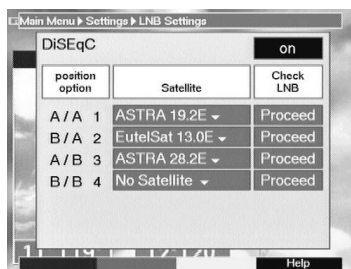 Main Menu ▸ Settings ▸ LNB Settings
DiSEqC on
position option Satellite Check LNB
A / A 1 ASTRA 19.2E Proceed
B / A 2 EutelSat 13.0E Proceed
A / B 3 ASTRA 28.2E Proceed
B / B 4 No Satellite Proceed
Help